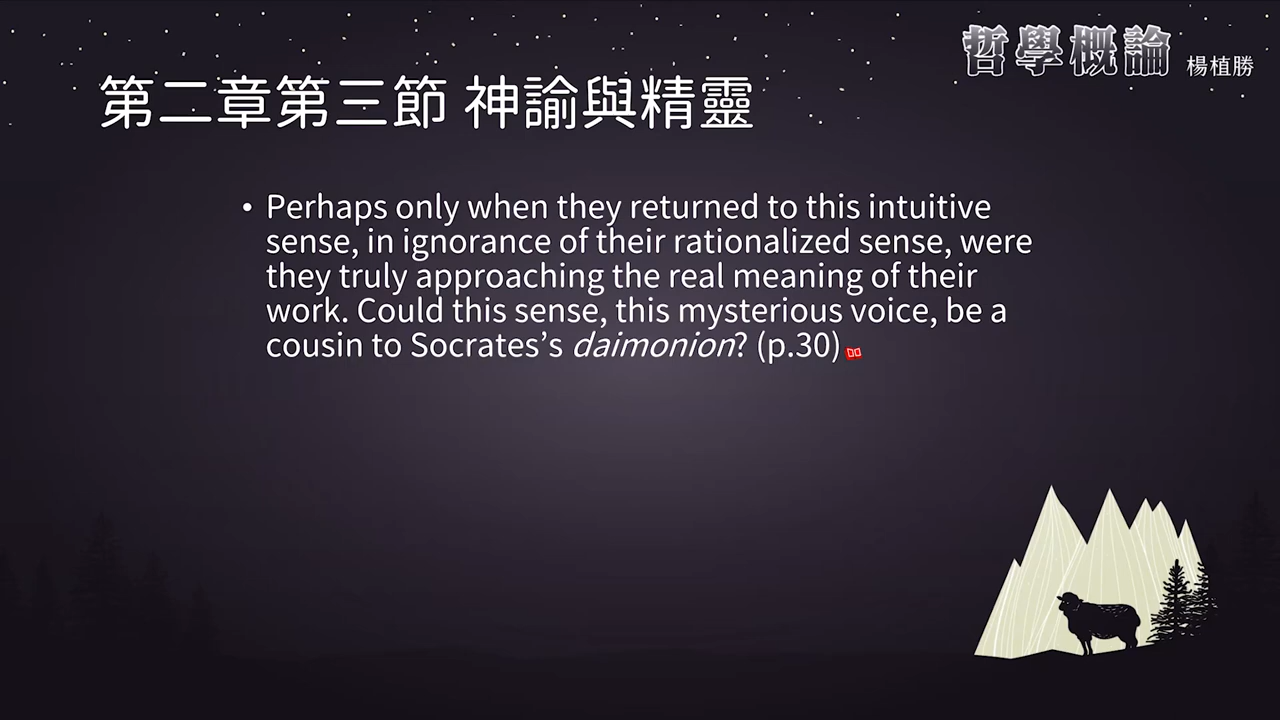 哲學概論 楊植勝
第二章第三節 神諭與精靈
• Perhaps only when they returned to this intuitive
sense, in ignorance of their rationalized sense, were
they truly approaching the real meaning of their
work. Could this sense, this mysterious voice, be a
cousin to Socrates’s daimonion? (p.30)